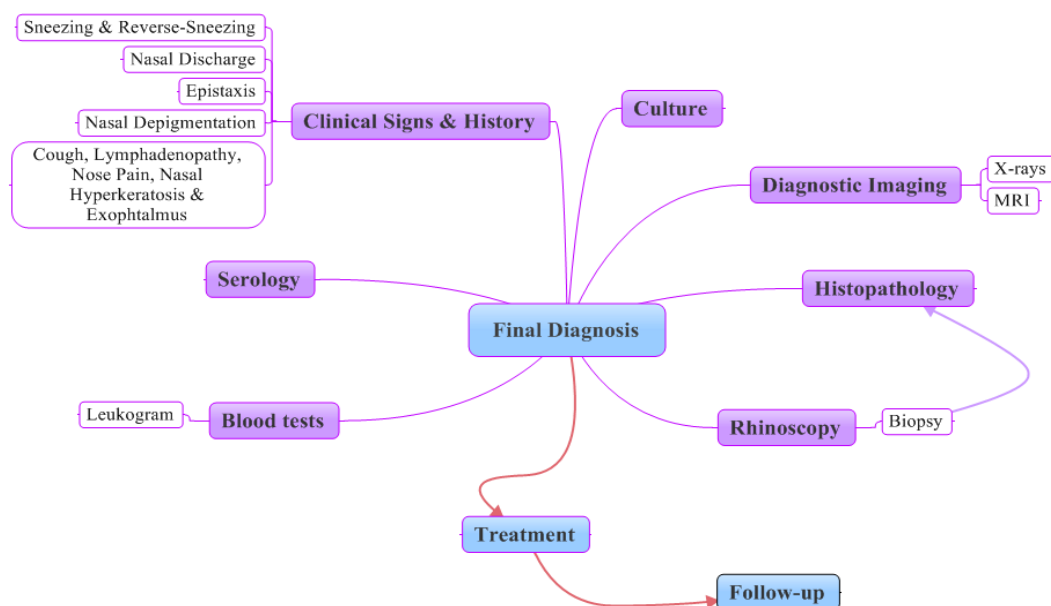 Sneezing & Reverse-Sneezing
Nasal Discharge
Epistaxis
Nasal Depigmentation
Cough, Lymphadenopathy,
Nose Pain, Nasal
Hyperkeratosis &
Exophtalmus
Clinical Signs & History
Culture
Diagnostic Imaging
X-rays
MRI
Serology
Histopathology
Final Diagnosis
Leukogram
Blood tests
Rhinoscopy
Biopsy
Treatment
Follow-up